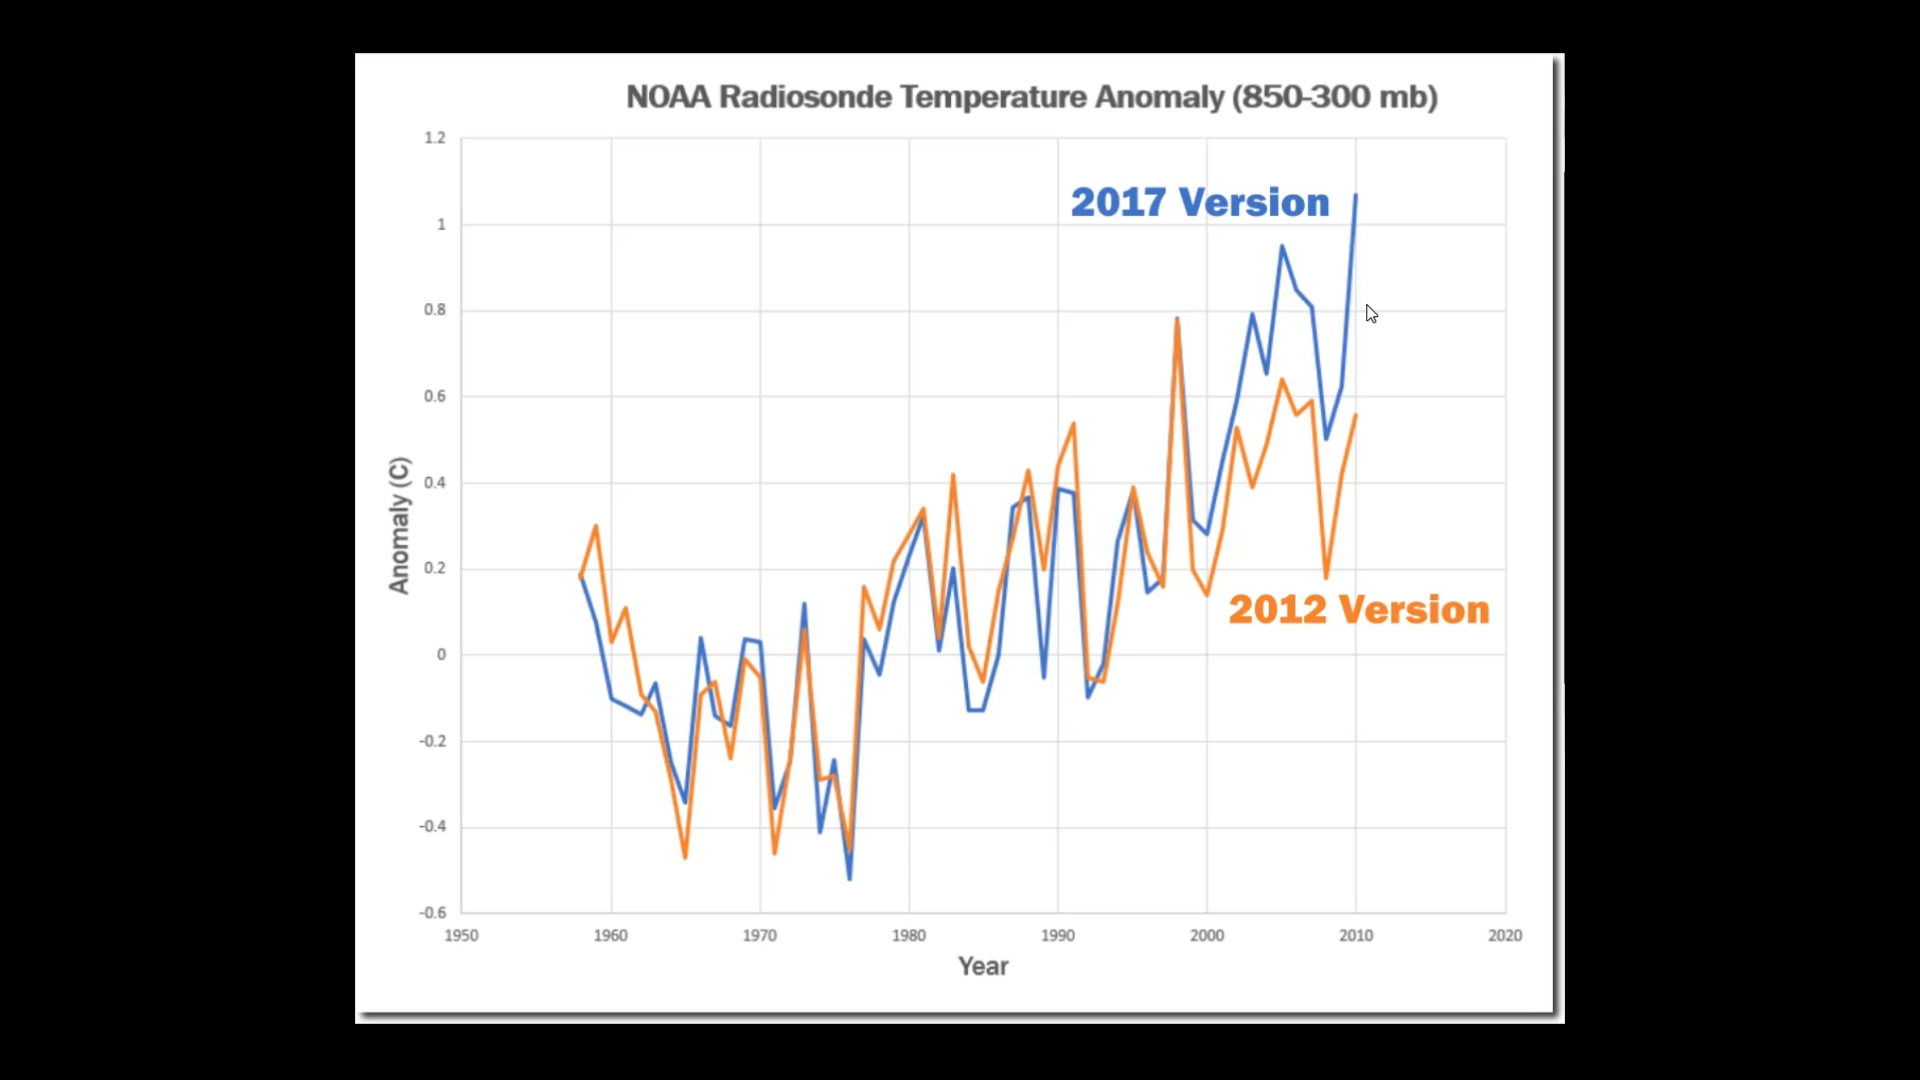 NOAA Radiosonde Temperature Anomaly (850-300 mb)
1.2
1
0.8
0.6
0.4
0.2
0
-0.2
-0.4
-0.6
Anomaly (C)
2017 Version
2012 Version
1950 1960 1970 1980 1990 2000 2010 2020
Year